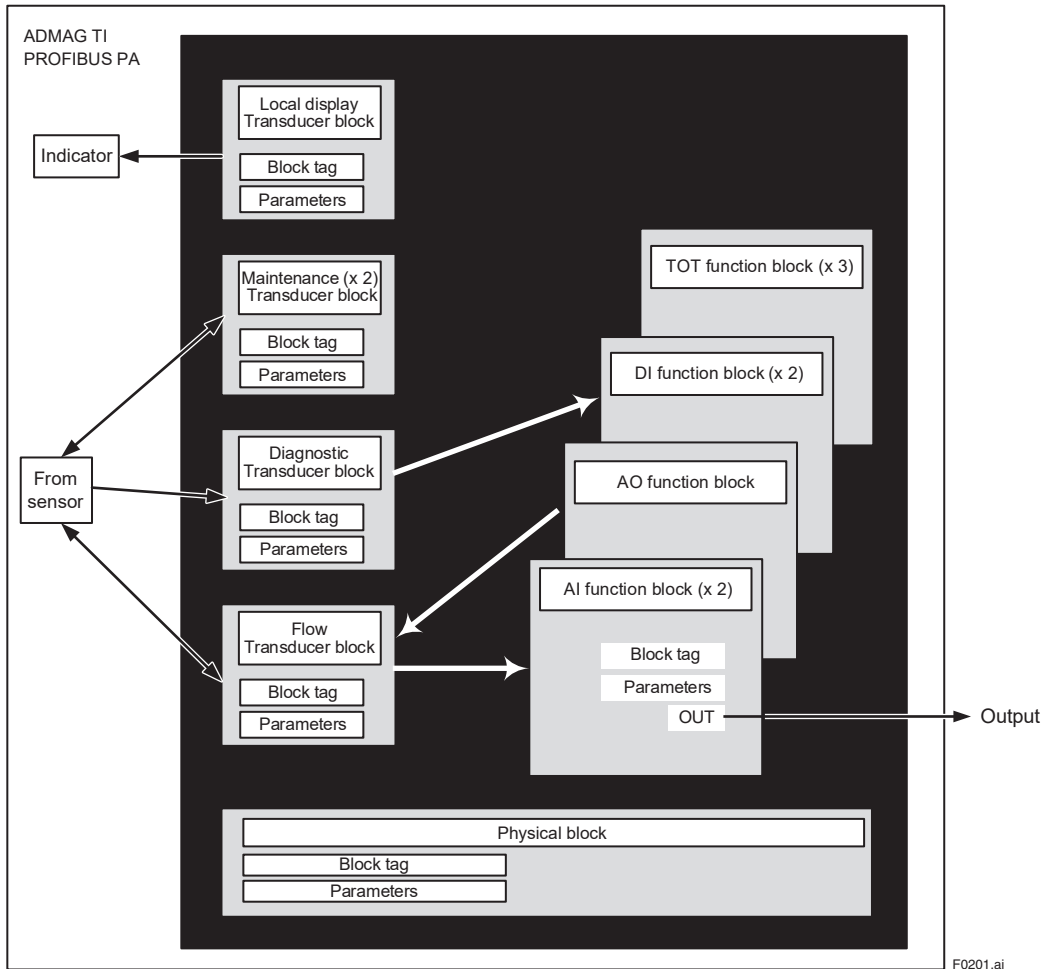 ADMAG TI
PROFIBUS PA
Local display
Transducer block
Block tag
Parameters
Indicator
Maintenance (x 2)
Transducer block
Block tag
Parameters
From
sensor
Diagnostic
Transducer block
Block tag
Parameters
Flow
Transducer block
Block tag
Parameters
TOT function block (x 3)
DI function block (x 2)
AO function block
AI function block (x 2)
Block tag
Parameters
OUT
Output
Physical block
Block tag
Parameters
F0201.ai